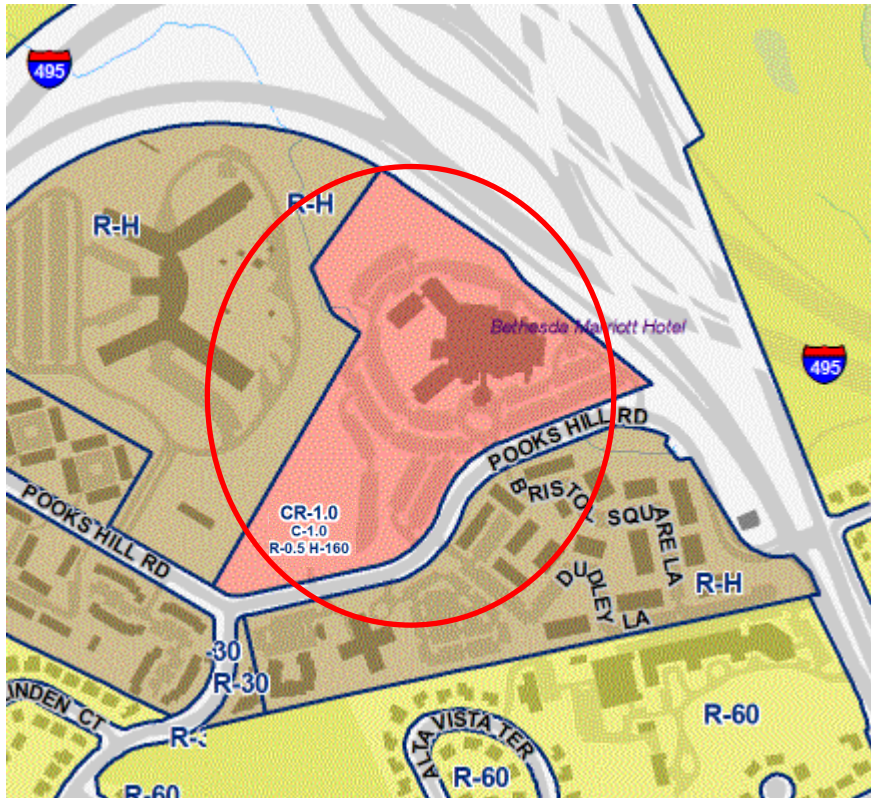 495
R-H
R-H
Bethesda Marriott Hotel
495
POOKS HILL RD
BRISTOL SQUARE LA
CR-1.0
C-1.0
R-0.5 H-160
POOKS HILL RD
DUDLEY LA
R-H
-30
R-30
LINDEN CT
R-3
ALTA VISTA TER
R-60
R-60
R-60